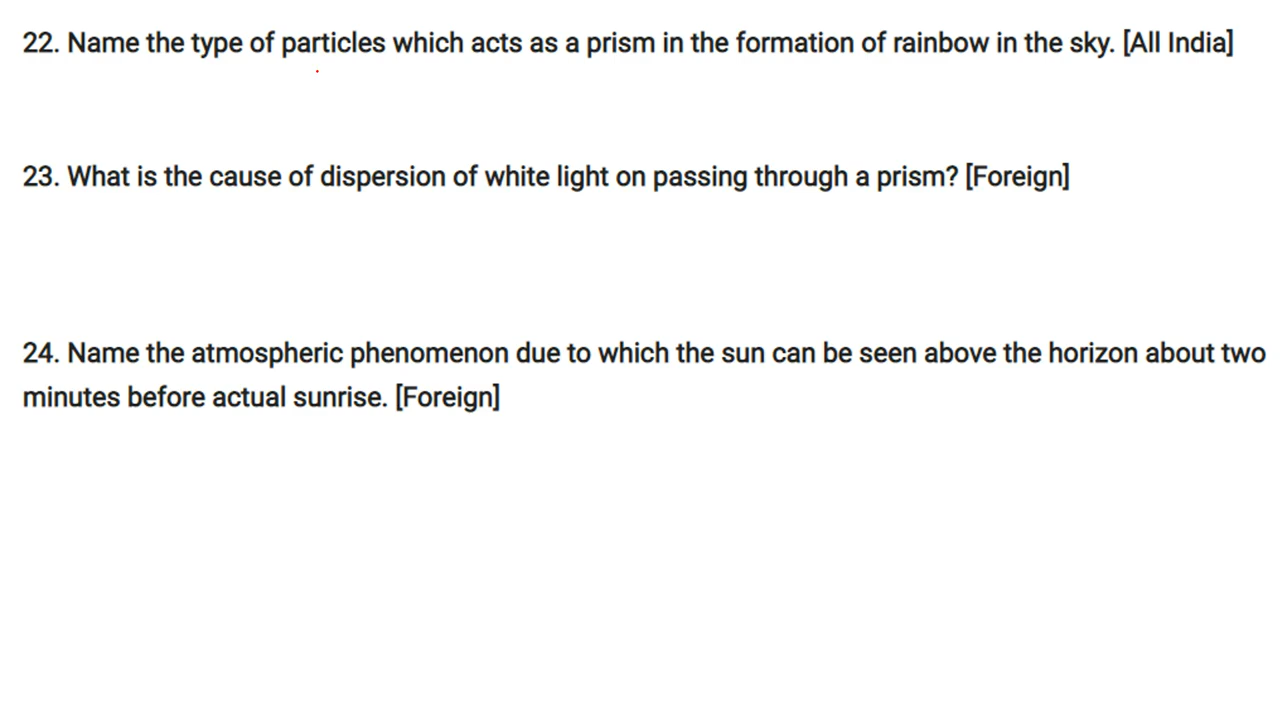 22. Name the type of particles which acts as a prism in the formation of rainbow in the sky. [All India]
23. What is the cause of dispersion of white light on passing through a prism? [Foreign]
24. Name the atmospheric phenomenon due to which the sun can be seen above the horizon about two
minutes before actual sunrise. [Foreign]